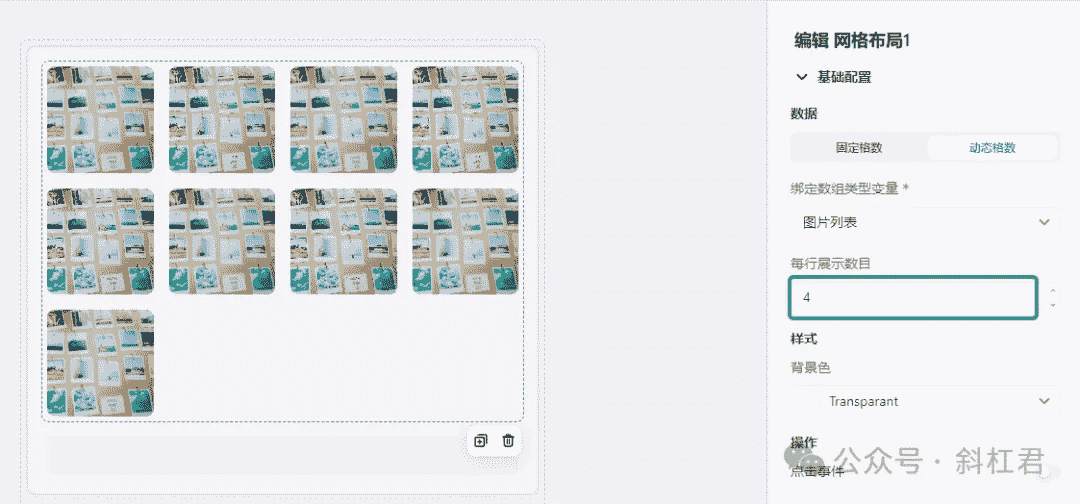 编辑 网格布局1
基础配置
数据
固定格数
动态格数
绑定数组类型变量 *
图片列表
每行展示数目
4
样式
背景色
Transparant
操作
点击事件
公众号 · 斜杠君